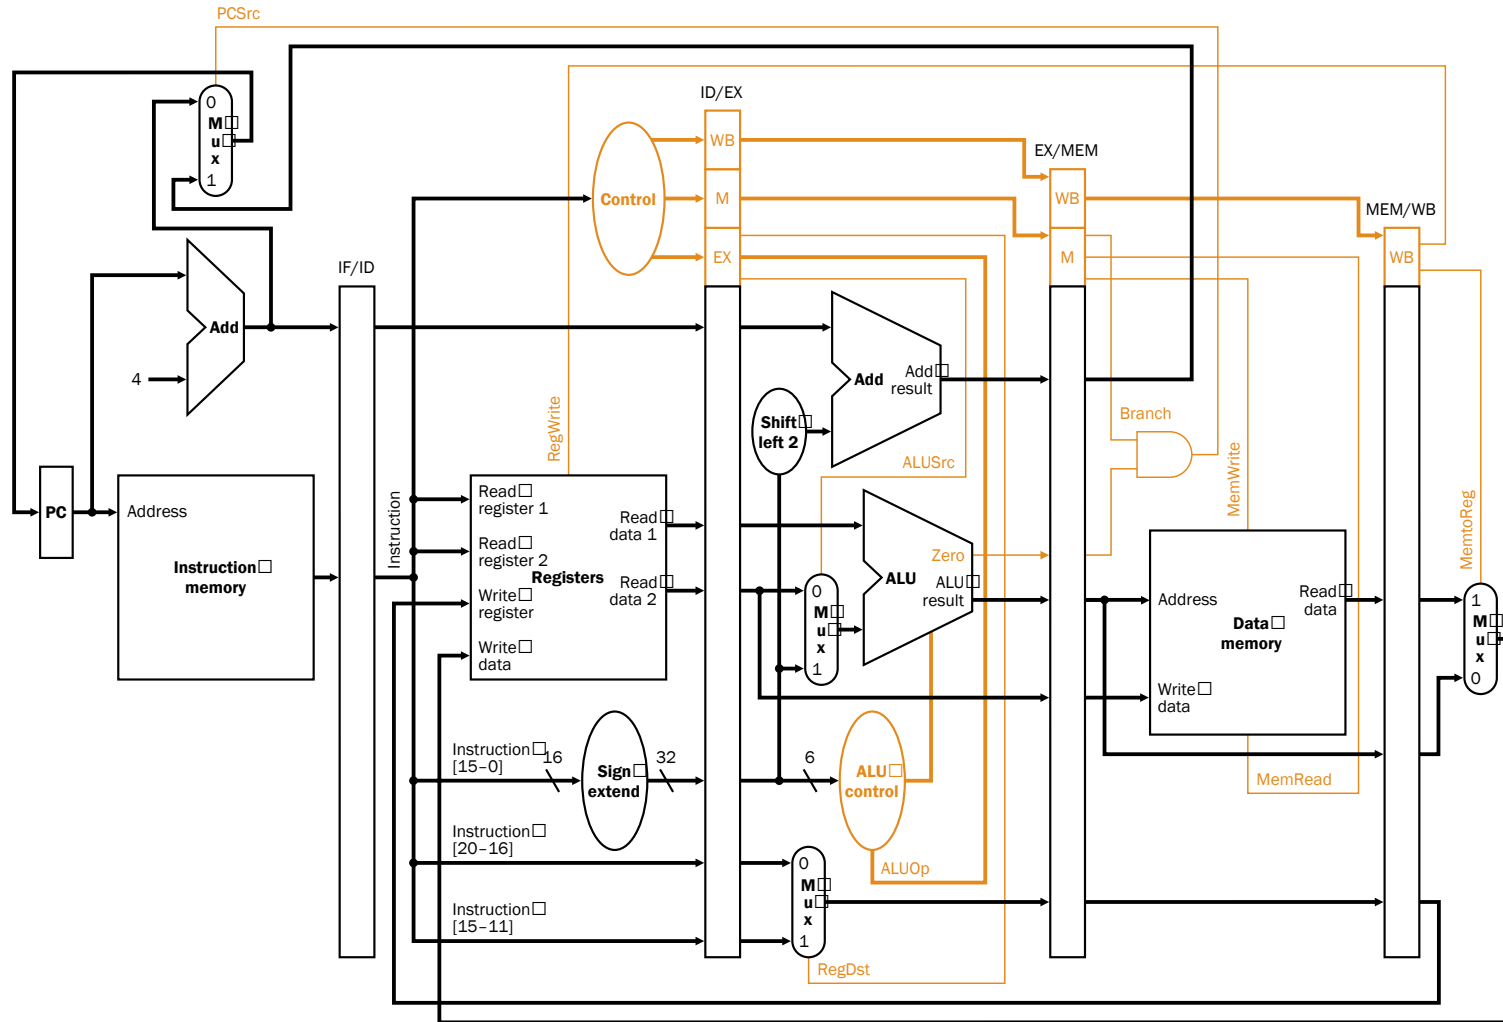 PCSrc
0
M
u
x
1
ID/EX
WB
Control
M
EX
EX/MEM
WB
M
MEM/WB
WB
IF/ID
Add
4
Add
Add
result
Shift
left 2
RegWrite
ALUSrc
Branch
MemWrite
MemtoReg
PC
Address
Instruction
memory
Instruction
Read
register 1
Read
register 2
Write
register
Write
data
Registers
Read
data 1
Read
data 2
0
M
u
x
1
Zero
ALU
ALU
result
Address
Read
data
Data
memory
Write
data
1
M
u
x
0
Instruction
[15–0]
16
Sign
extend
32
6
ALU
control
MemRead
Instruction
[20–16]
ALUOp
0
M
u
x
1
Instruction
[15–11]
RegDst